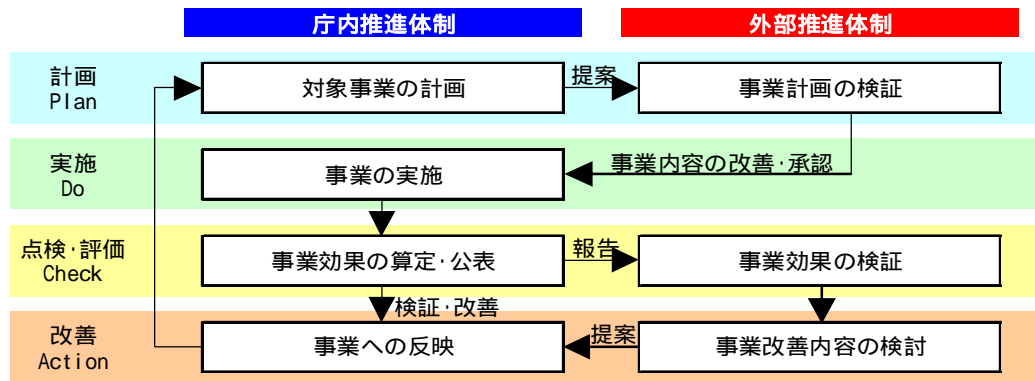 庁内推進体制
外部推進体制
計画
Plan
対象事業の計画
提案
事業計画の検証
実施
Do
事業の実施
事業内容の改善・承認
点検・評価
Check
事業効果の算定・公表
報告
事業効果の検証
検証・改善
改善
Action
事業への反映
提案
事業改善内容の検討